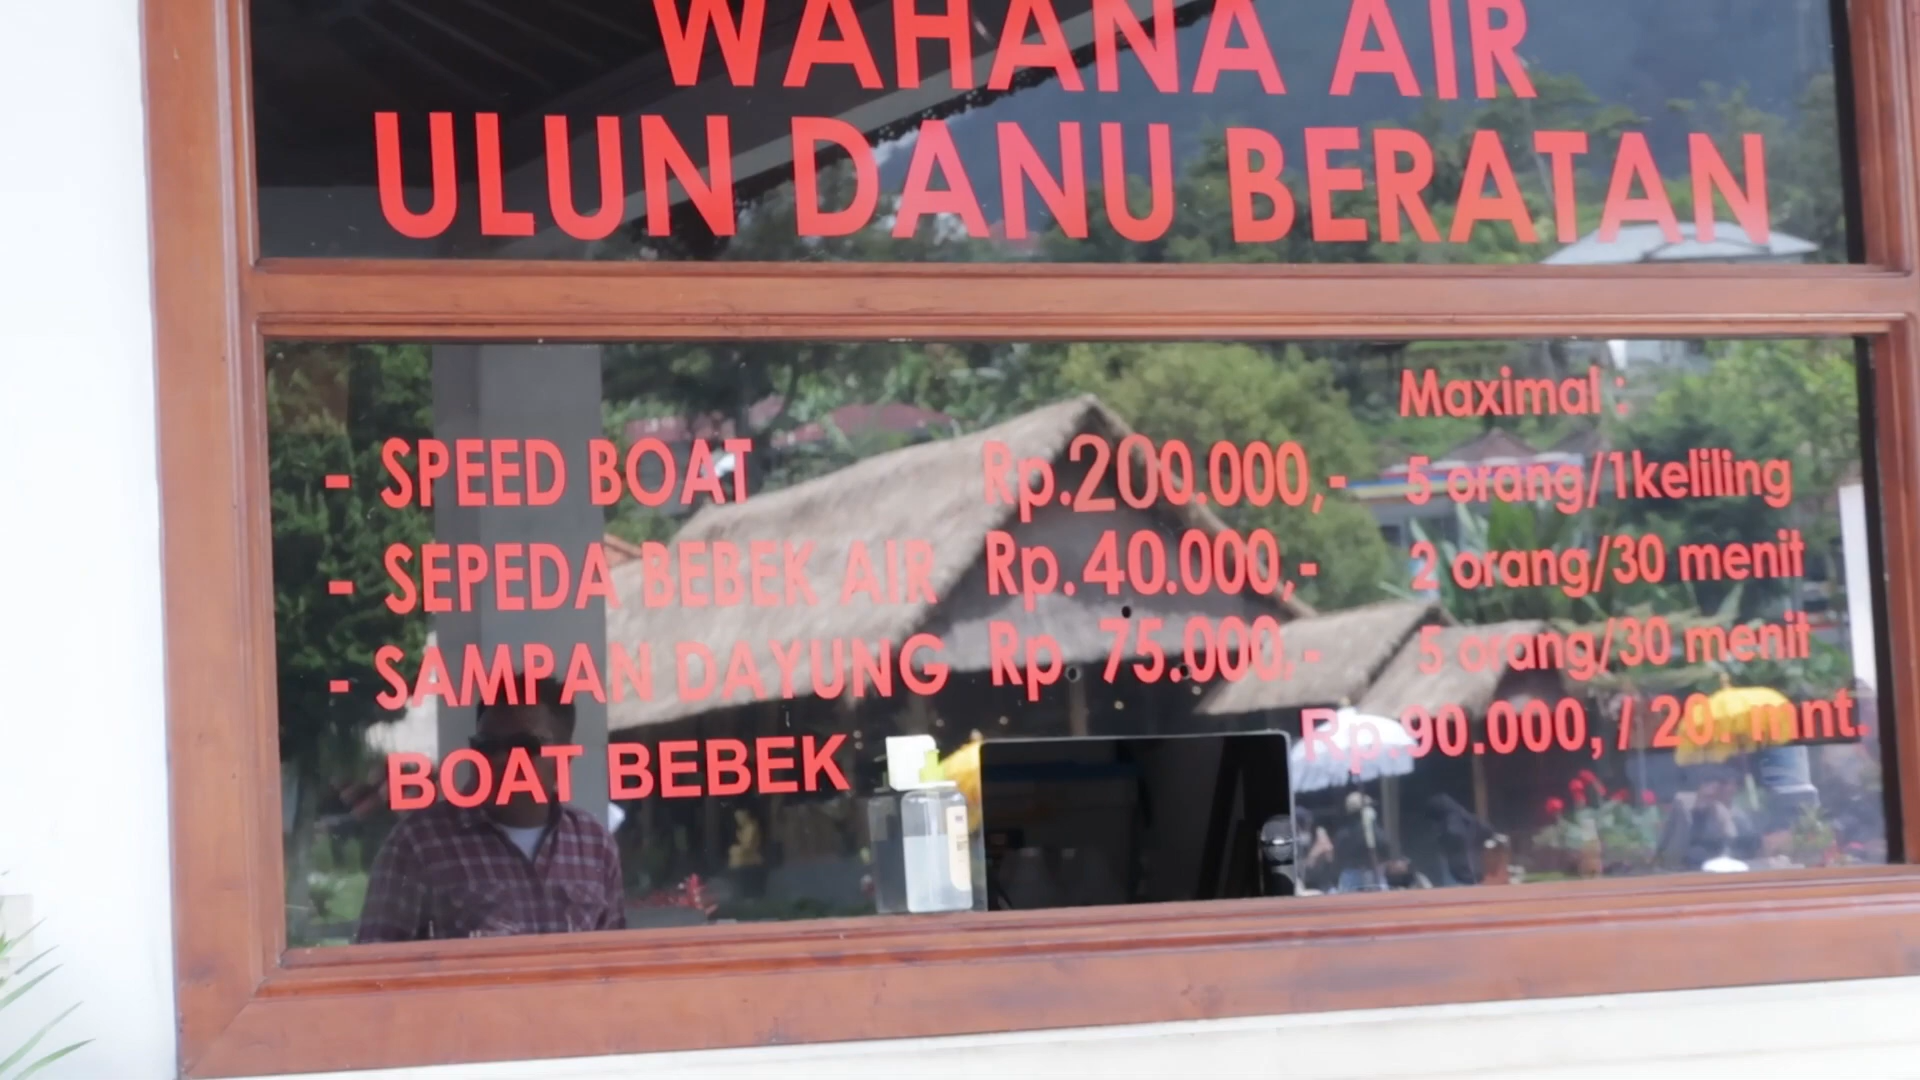 WAHANA AIR
ULUN DANU BERATAN
Maximal :
- SPEED BOAT Rp.200.000,- 5 orang/1keliling
- SEPEDA BEBEK AIR Rp.40.000,- 2 orang/30 menit
- SAMPAN DAYUNG Rp. 75.000,- 5 orang/30 menit
BOAT BEBEK Rp.90.000, / 20. mnt.